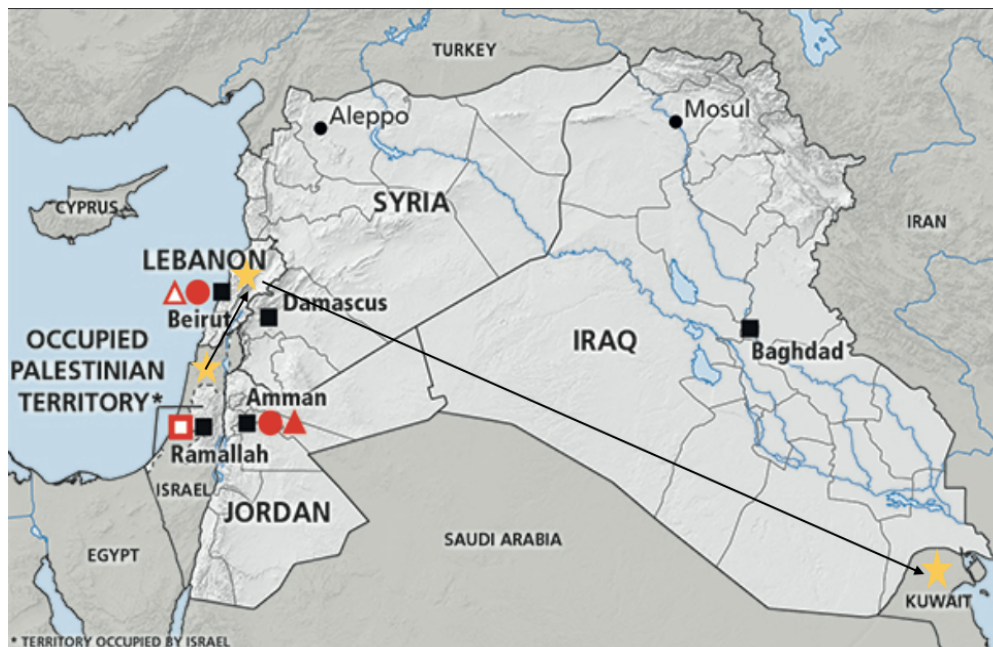 TURKEY
Aleppo
Mosul
SYRIA
CYPRUS
IRAN
LEBANON
Damascus
Beirut
OCCUPIED
PALESTINIAN
TERRITORY*
IRAQ
Baghdad
Amman
Ramallah
ISRAEL
JORDAN
EGYPT
SAUDI ARABIA
KUWAIT
* TERRITORY OCCUPIED BY ISRAEL